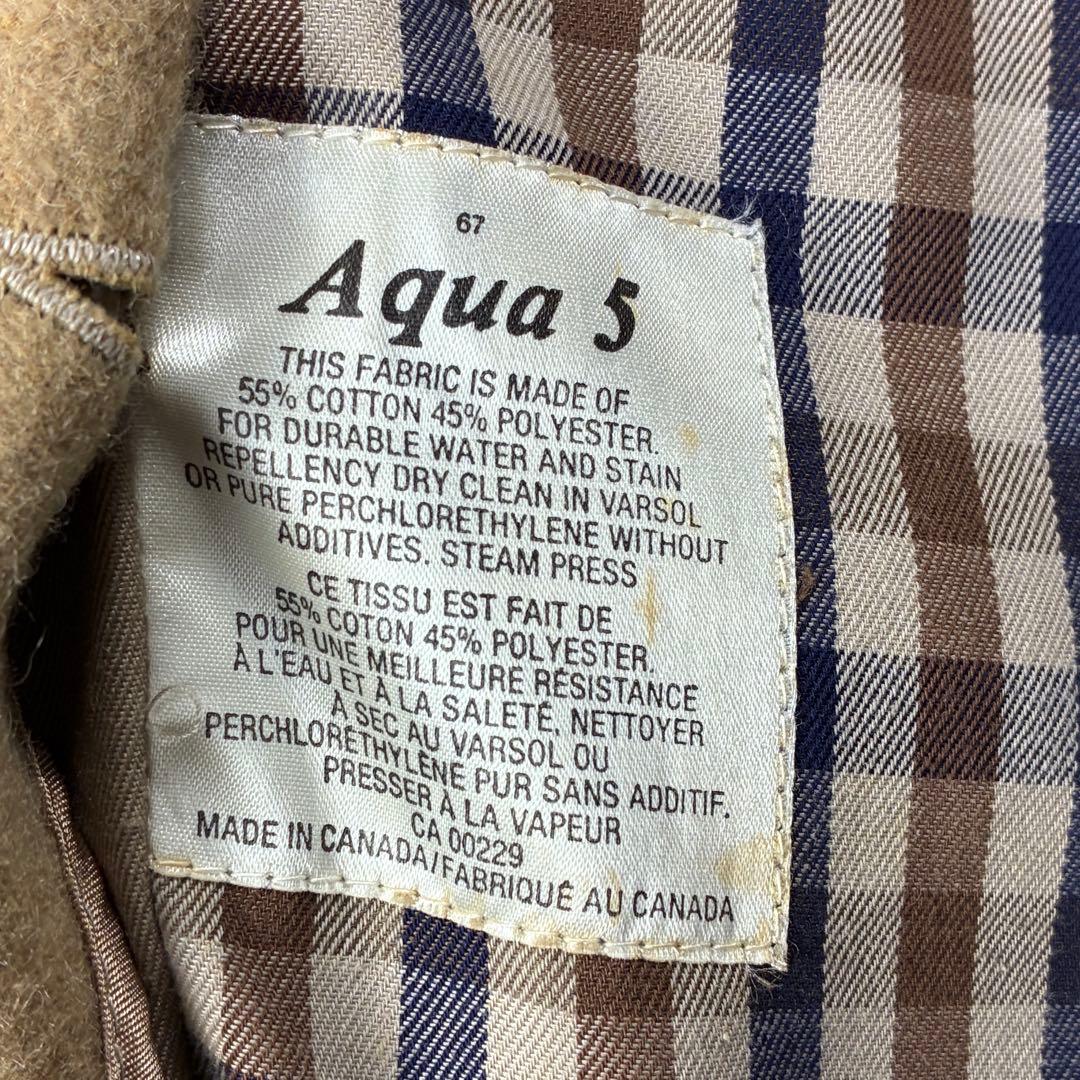 67
Aqua 5
THIS FABRIC IS MADE OF
55% COTTON 45% POLYESTER.
FOR DURABLE WATER AND STAIN
REPELLENCY DRY CLEAN IN VARSOL
OR PURE PERCHLORETHYLENE WITHOUT
ADDITIVES. STEAM PRESS
CE TISSU EST FAIT DE
55% COTON 45% POLYESTER.
POUR UNE MEILLEURE RÉSISTANCE
À L'EAU ET À LA SALETÉ, NETTOYER
À SEC AU VARSOL OU
PERCHLORÉTHYLÈNE PUR SANS ADDITIF.
PRESSER À LA VAPEUR
CA 00229
MADE IN CANADA/FABRIQUÉ AU CANADA